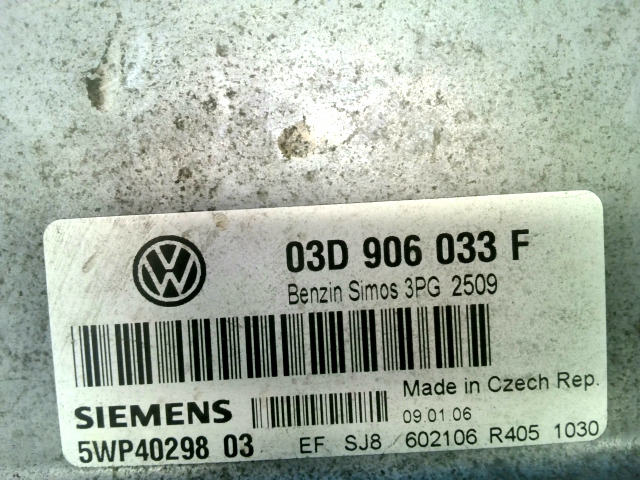 VW
03D 906 033 F
Benzin Simos 3PG 2509
Made in Czech Rep.
SIEMENS
09.01.06
5WP40298 03 EF SJ8 602106 R405 1030